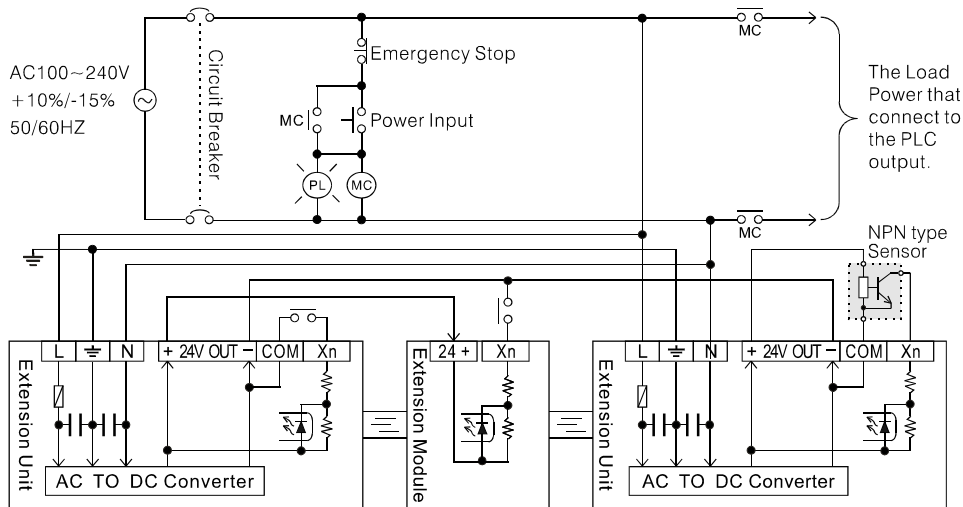 AC100~240V
+10%/-15%
50/60HZ
Circuit Breaker
Emergency Stop
MC
Power Input
PL
MC
MC
MC
The Load
Power that
connect to
the PLC
output.
NPN type
Sensor
L
N
+ 24V OUT −
COM
Xn
Extension Unit
AC TO DC Converter
24 +
Xn
Extension Module
L
N
+ 24V OUT −
COM
Xn
Extension Unit
AC TO DC Converter